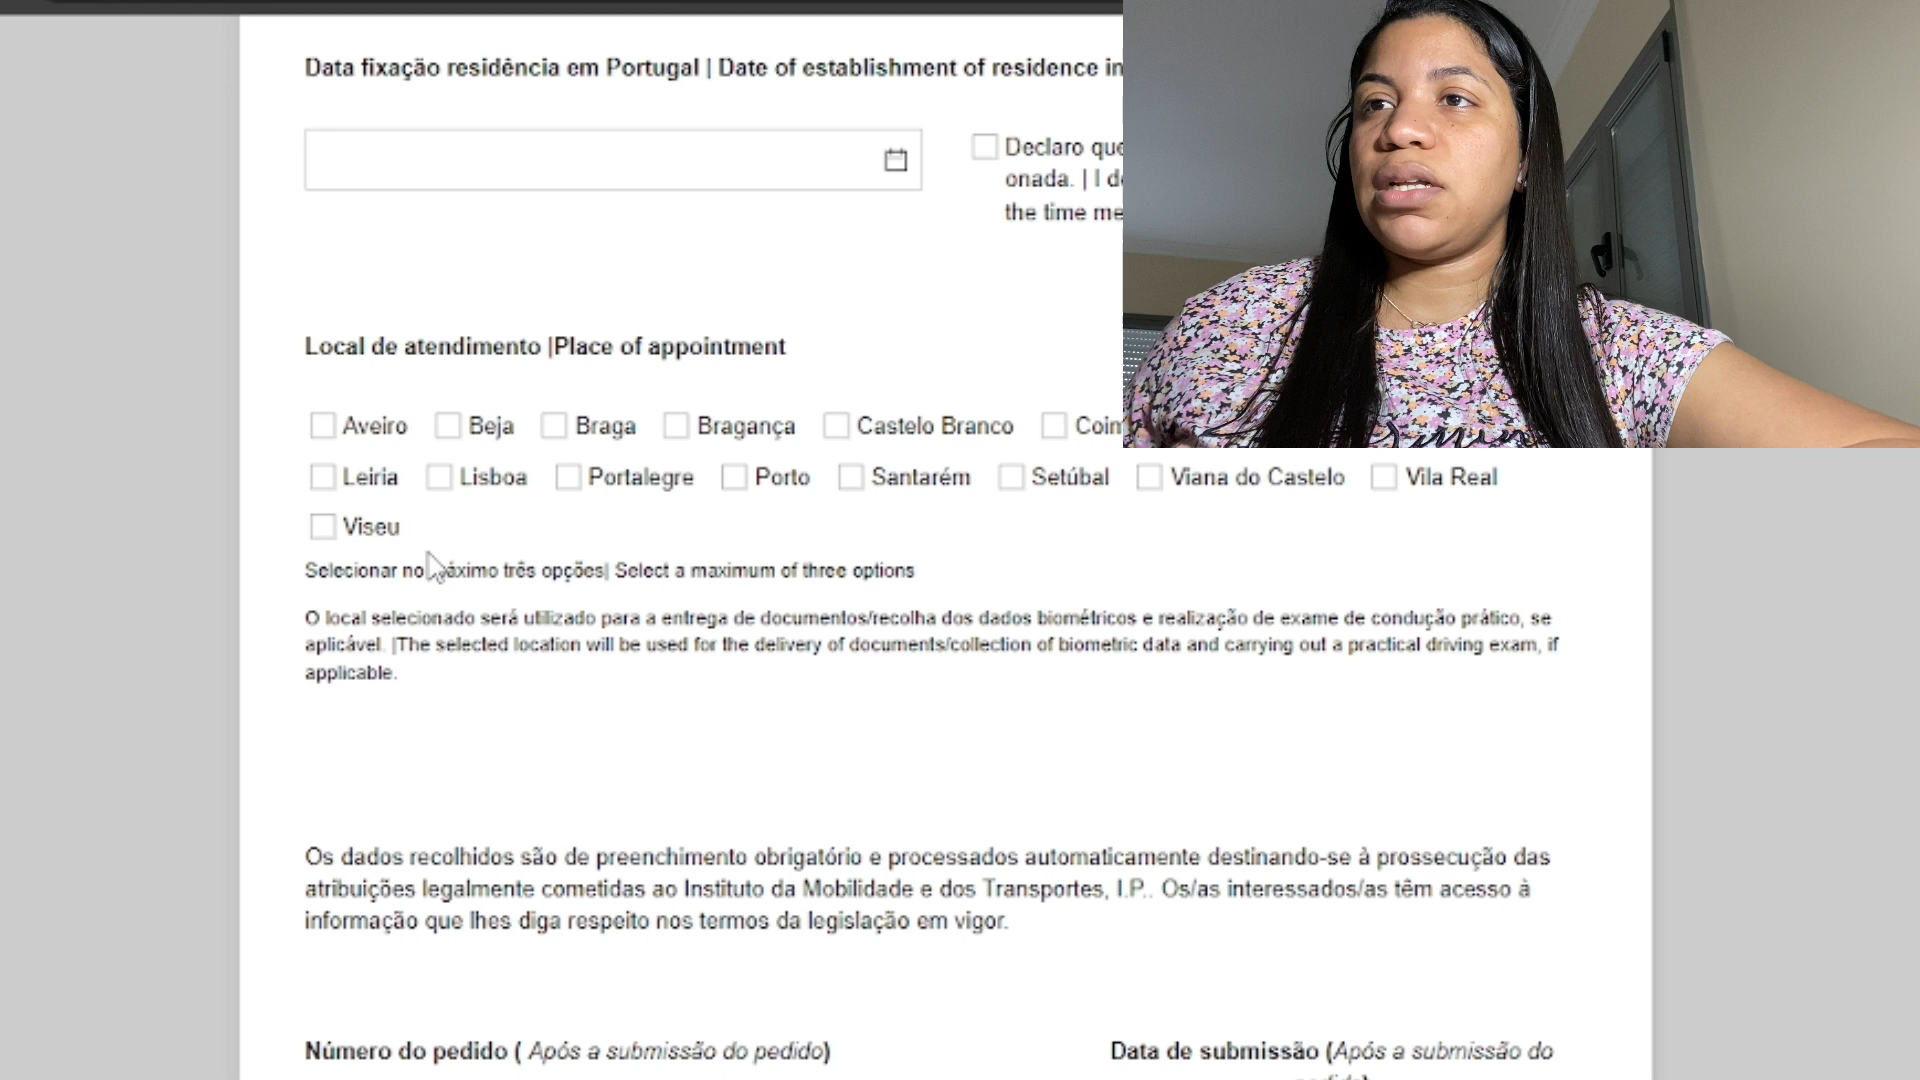 Data fixação residência em Portugal | Date of establishment of residence in
Declaro que
onada. | I d
the time me
Local de atendimento |Place of appointment
Aveiro Beja Braga Bragança Castelo Branco Coim
Leiria Lisboa Portalegre Porto Santarém Setúbal Viana do Castelo Vila Real
Viseu
Selecionar no máximo três opções| Select a maximum of three options
O local selecionado será utilizado para a entrega de documentos/recolha dos dados biométricos e realização de exame de condução prático, se
aplicável. |The selected location will be used for the delivery of documents/collection of biometric data and carrying out a practical driving exam, if
applicable.
Os dados recolhidos são de preenchimento obrigatório e processados automaticamente destinando-se à prossecução das
atribuições legalmente cometidas ao Instituto da Mobilidade e dos Transportes, I.P.. Os/as interessados/as têm acesso à
informação que lhes diga respeito nos termos da legislação em vigor.
Número do pedido ( Após a submissão do pedido)
Data de submissão (Após a submissão do
pedido)